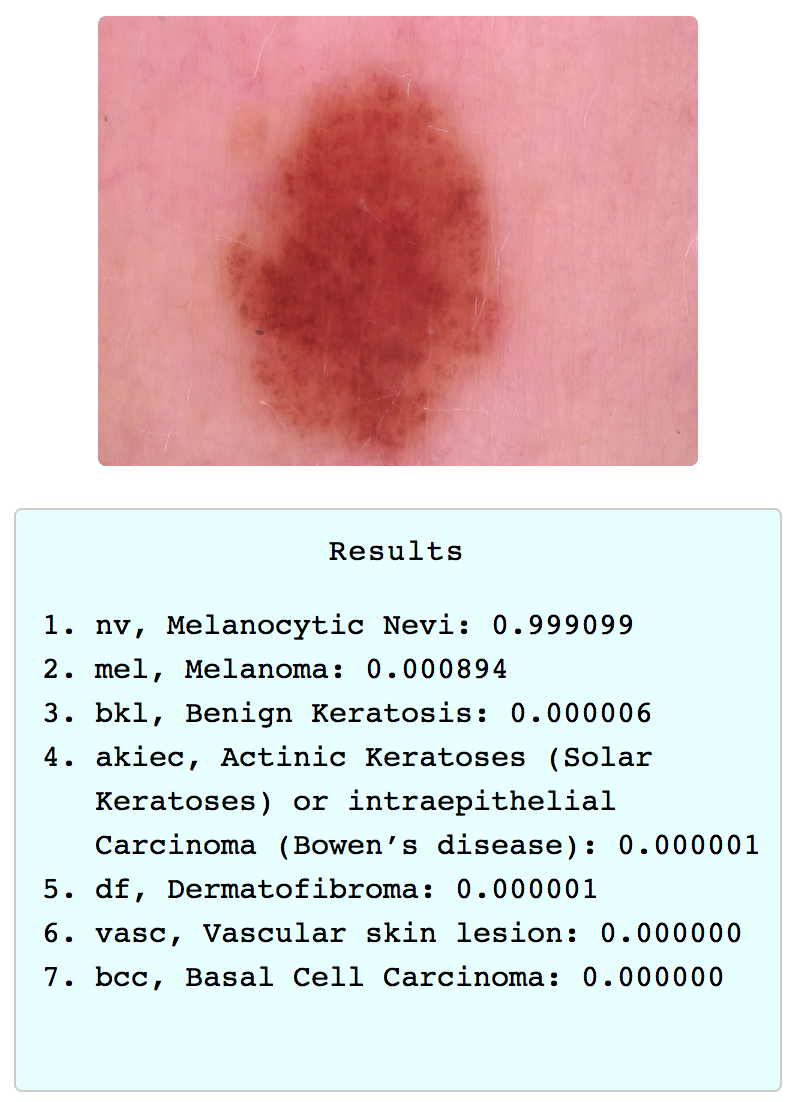 Results
1. nv, Melanocytic Nevi: 0.999099
2. mel, Melanoma: 0.000894
3. bkl, Benign Keratosis: 0.000006
4. akiec, Actinic Keratoses (Solar
Keratoses) or intraepithelial
Carcinoma (Bowen’s disease): 0.000001
5. df, Dermatofibroma: 0.000001
6. vasc, Vascular skin lesion: 0.000000
7. bcc, Basal Cell Carcinoma: 0.000000